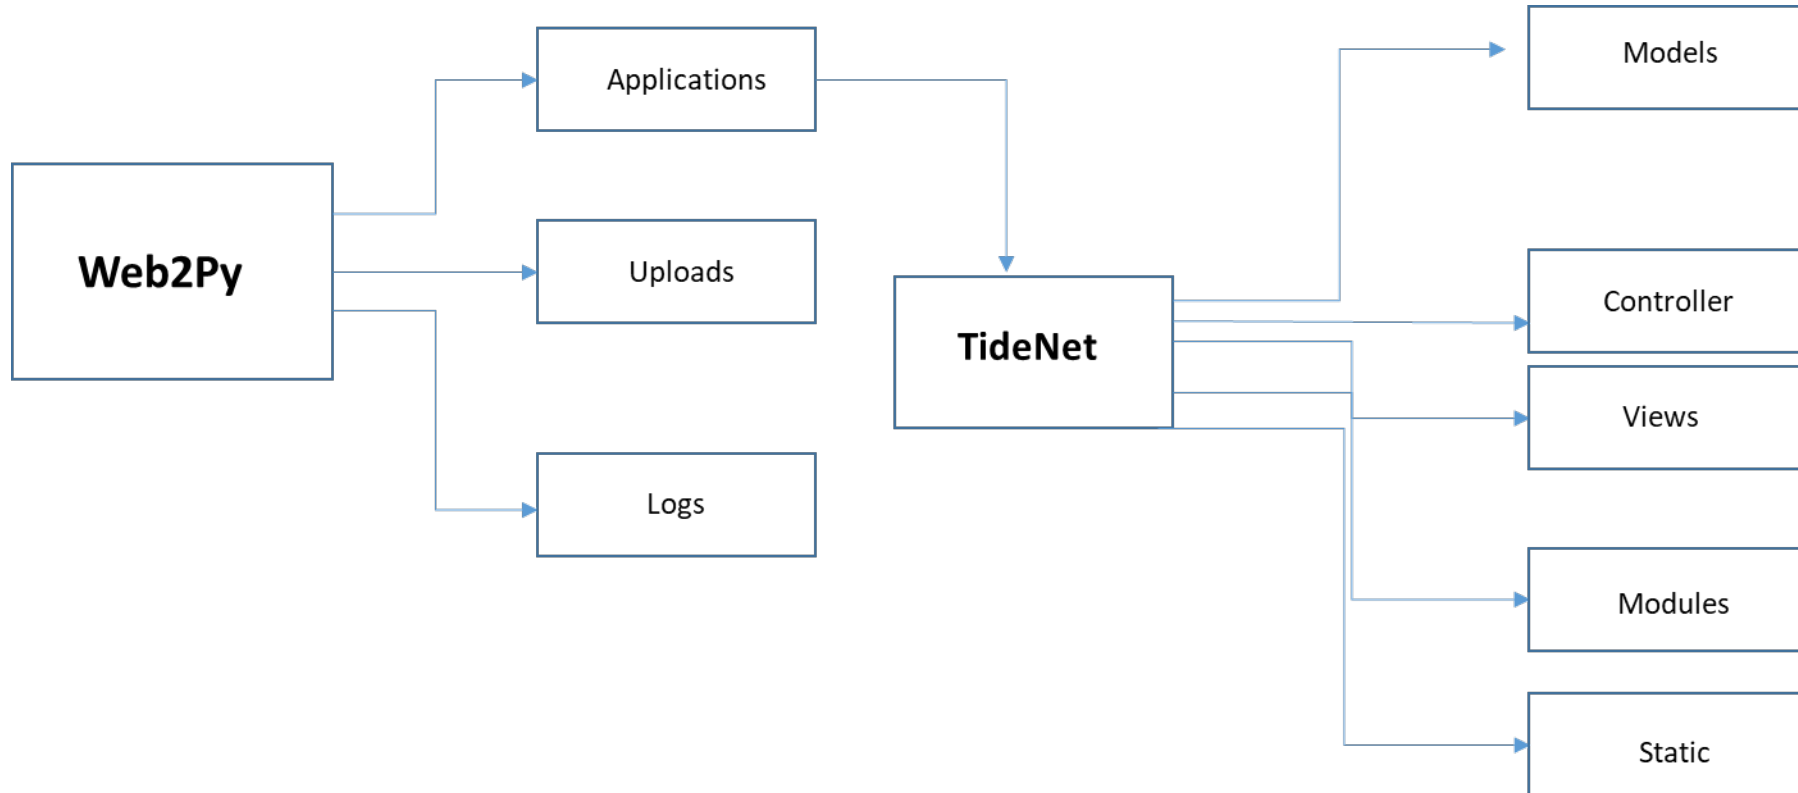 Web2Py
Applications
Uploads
Logs
TideNet
Models
Controller
Views
Modules
Static